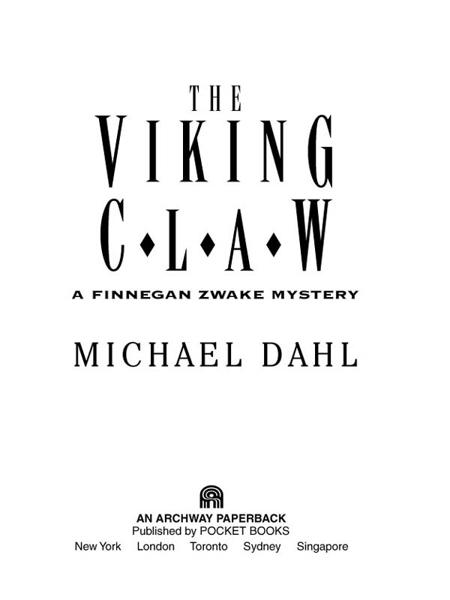 THE
VIKING
C♦L♦A♦W
A FINNEGAN ZWAKE MYSTERY
MICHAEL DAHL
AN ARCHWAY PAPERBACK
Published by POCKET BOOKS
New York London Toronto Sydney Singapore